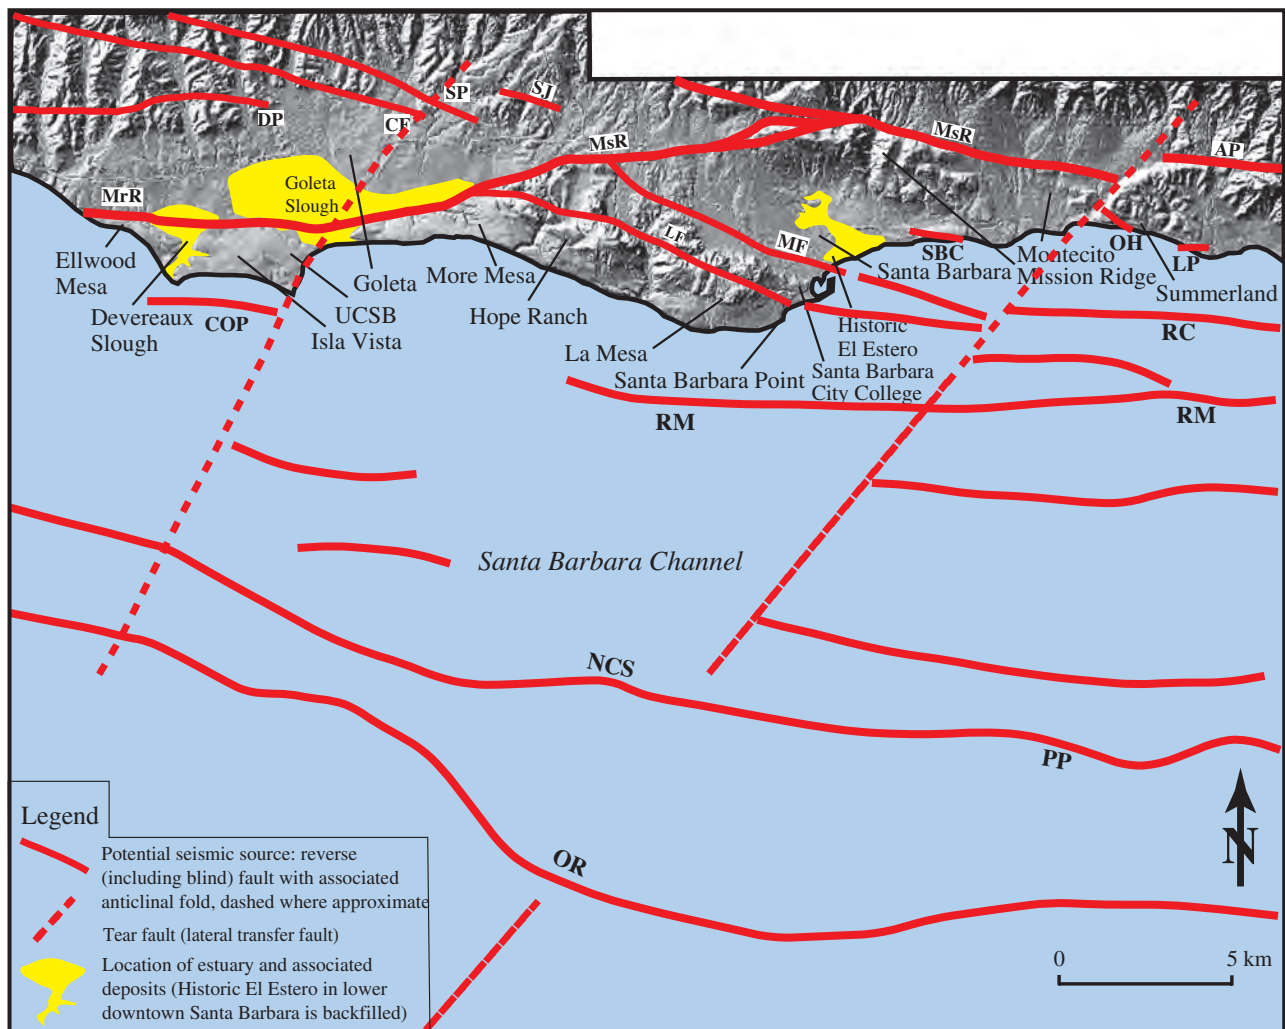 SP
SJ
DP
CF
MsR
MsR
AP
Goleta
Slough
MrR
LF
MF
SBC
OH
LP
Ellwood
Mesa
Devereaux
Slough
COP
Goleta
UCSB
Isla Vista
More Mesa
Hope Ranch
La Mesa
Santa Barbara Point
Santa Barbara
Montecito
Mission Ridge
Summerland
Historic
El Estero
Santa Barbara
City College
RC
RM
RM
Santa Barbara Channel
NCS
PP
OR
N
0 5 km
Legend
Potential seismic source: reverse
(including blind) fault with associated
anticlinal fold, dashed where approximate
Tear fault (lateral transfer fault)
Location of estuary and associated
deposits (Historic El Estero in lower
downtown Santa Barbara is backfilled)